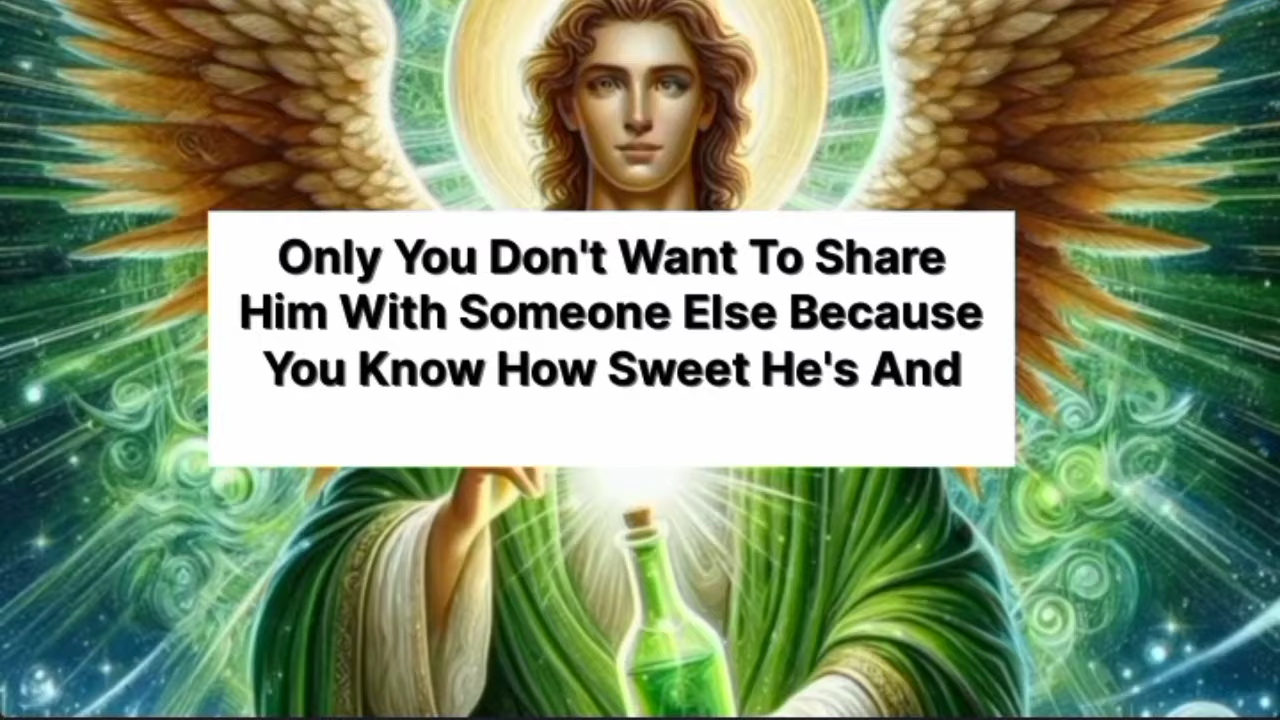 Only You Don't Want To Share
Him With Someone Else Because
You Know How Sweet He's And